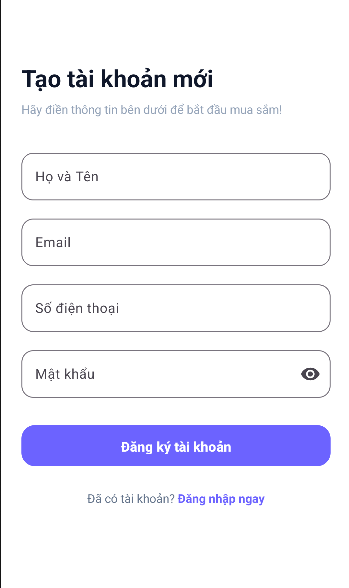 Tạo tài khoản mới
Hãy điền thông tin bên dưới để bắt đầu mua sắm!
Họ và Tên
Email
Số điện thoại
Mật khẩu
Đăng ký tài khoản
Đã có tài khoản? Đăng nhập ngay